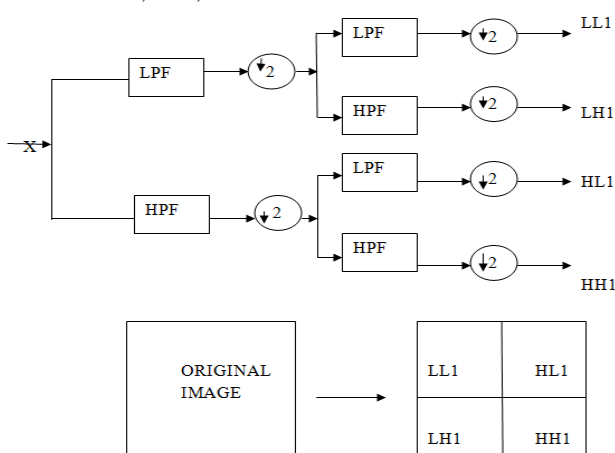 LPF
↓2
LPF
↓2
LL1
HPF
↓2
LH1
X
HPF
↓2
LPF
↓2
HL1
HPF
↓2
HH1
ORIGINAL
IMAGE
LL1
HL1
LH1
HH1